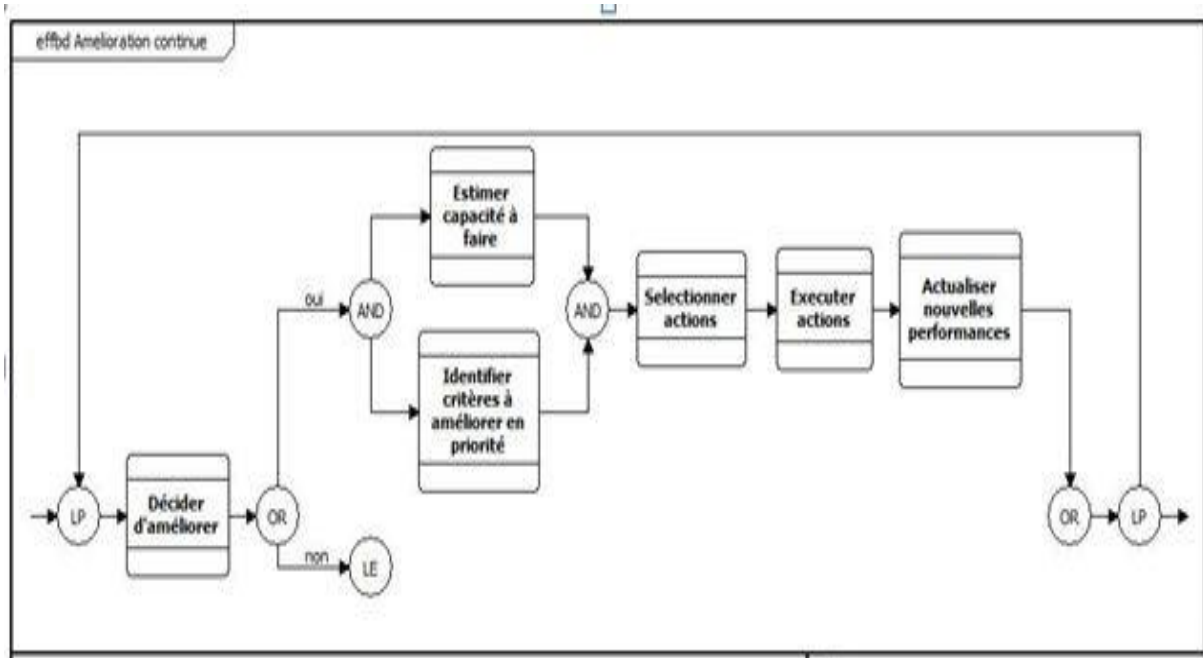 effbd Amelioration continue
Estimer
capacité à
faire
oui
AND
AND
Selectionner
actions
Executer
actions
Actualiser
nouvelles
performances
Identifier
critères à
améliorer en
priorité
LP
Décider
d'améliorer
OR
non
LE
OR
LP